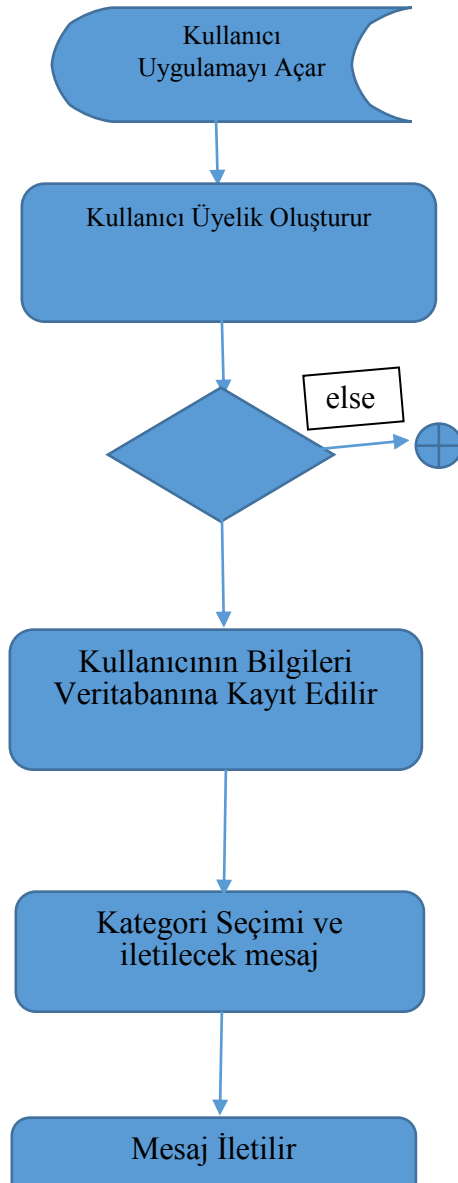 Kullanıcı
Uygulamayı Açar
Kullanıcı Üyelik Oluşturur
else
Kullanıcının Bilgileri
Veritabanına Kayıt Edilir
Kategori Seçimi ve
iletilecek mesaj
Mesaj İletilir